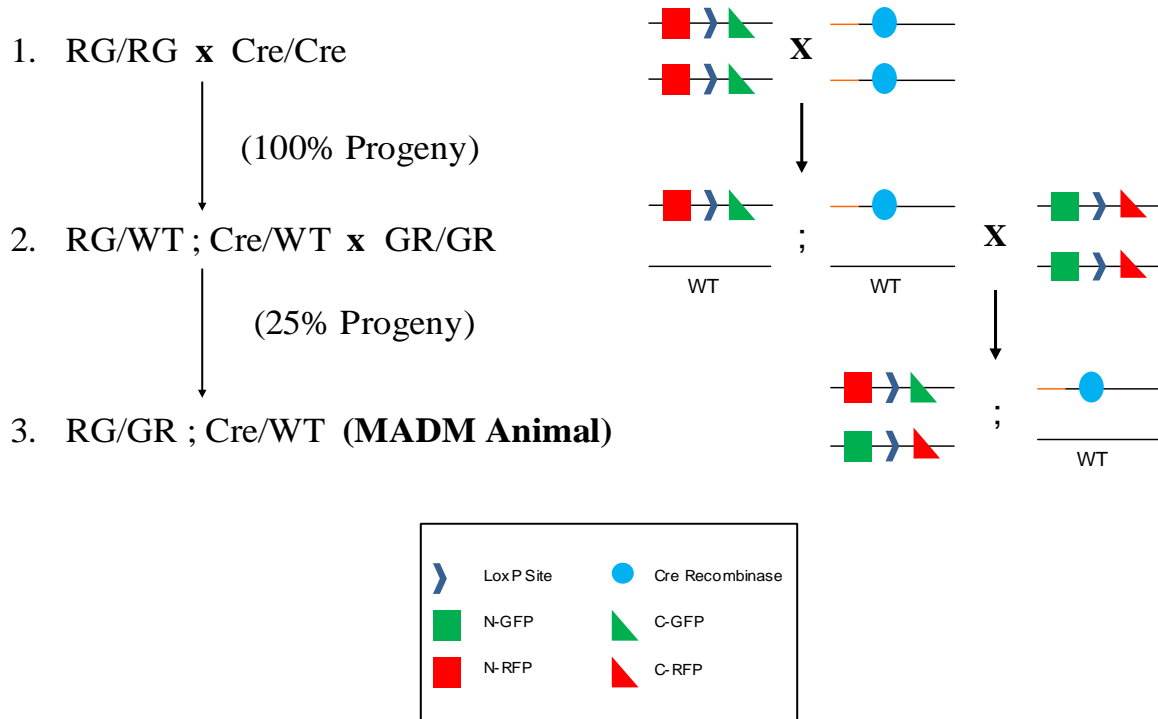 1. RG/RG x Cre/Cre
X
(100% Progeny)
2. RG/WT ; Cre/WT x GR/GR
;
X
WT
WT
(25% Progeny)
3. RG/GR ; Cre/WT (MADM Animal)
;
WT
LoxP Site
Cre Recombinase
N-GFP
C-GFP
N-RFP
C-RFP